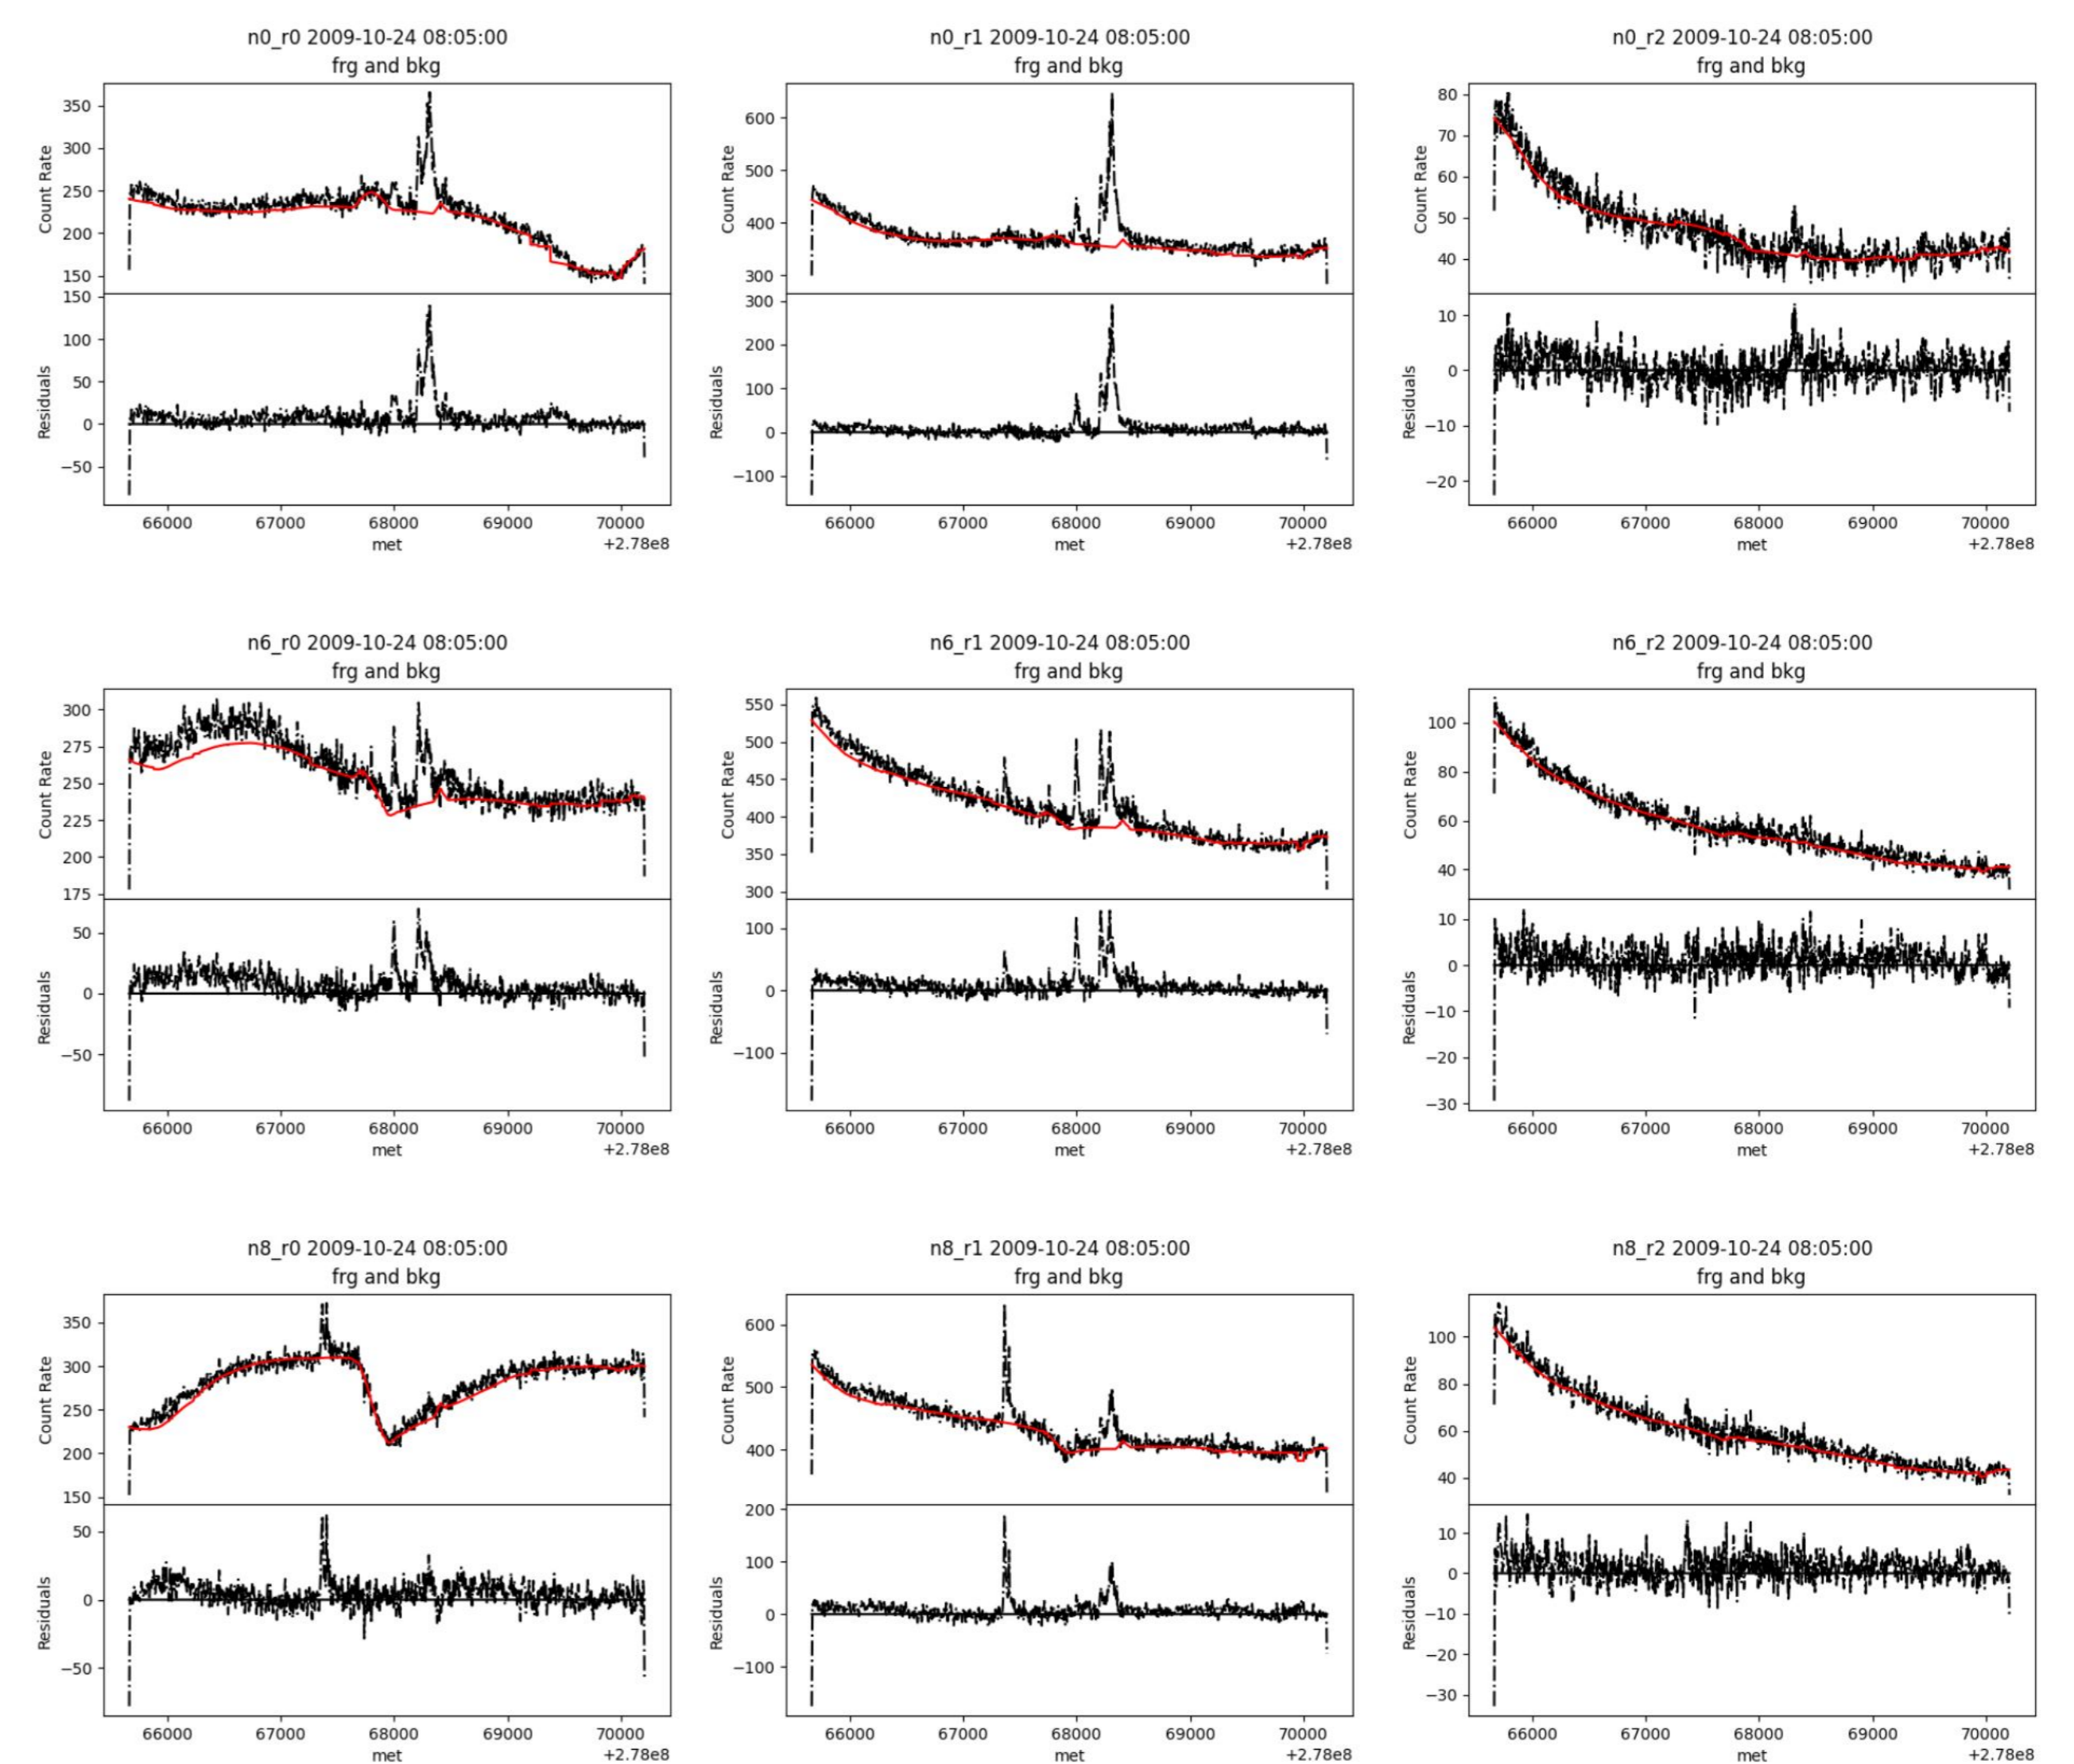 n0_r0 2009-10-24 08:05:00
frg and bkg
350
300
250
200
150
Count Rate
150
100
50
0
−50
Residuals
66000 67000 68000 69000 70000
met +2.78e8
n0_r1 2009-10-24 08:05:00
frg and bkg
600
500
400
300
Count Rate
300
200
100
0
−100
Residuals
66000 67000 68000 69000 70000
met +2.78e8
n0_r2 2009-10-24 08:05:00
frg and bkg
80
70
60
50
40
Count Rate
10
0
−10
−20
Residuals
66000 67000 68000 69000 70000
met +2.78e8
n6_r0 2009-10-24 08:05:00
frg and bkg
300
275
250
225
200
175
Count Rate
50
0
−50
Residuals
66000 67000 68000 69000 70000
met +2.78e8
n6_r1 2009-10-24 08:05:00
frg and bkg
550
500
450
400
350
300
Count Rate
100
0
−100
Residuals
66000 67000 68000 69000 70000
met +2.78e8
n6_r2 2009-10-24 08:05:00
frg and bkg
100
80
60
40
Count Rate
10
0
−10
−20
−30
Residuals
66000 67000 68000 69000 70000
met +2.78e8
n8_r0 2009-10-24 08:05:00
frg and bkg
350
300
250
200
150
Count Rate
50
0
−50
Residuals
66000 67000 68000 69000 70000
met +2.78e8
n8_r1 2009-10-24 08:05:00
frg and bkg
600
500
400
Count Rate
200
100
0
−100
Residuals
66000 67000 68000 69000 70000
met +2.78e8
n8_r2 2009-10-24 08:05:00
frg and bkg
100
80
60
40
Count Rate
10
0
−10
−20
−30
Residuals
66000 67000 68000 69000 70000
met +2.78e8